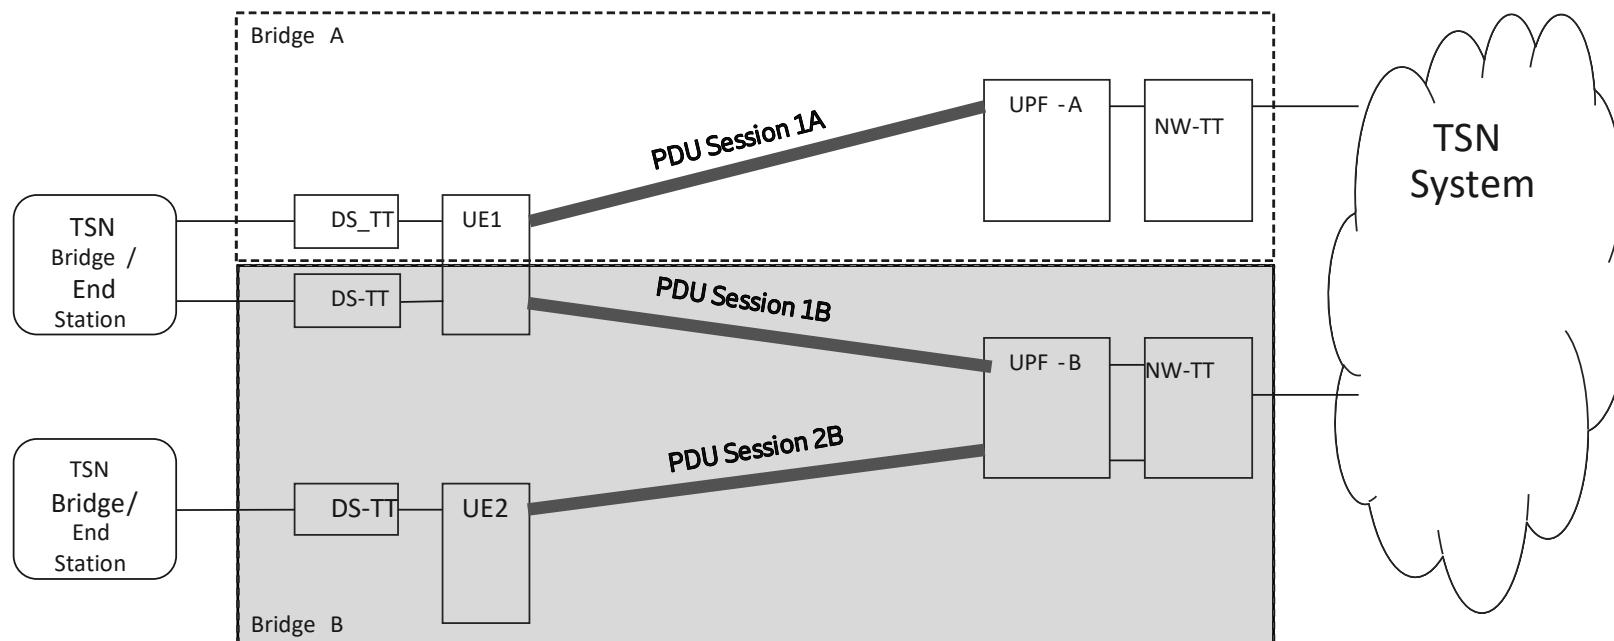 Bridge A
UPF - A
NW-TT
PDU Session 1A
TSN
System
TSN
Bridge /
End
Station
DS_TT
UE1
DS-TT
PDU Session 1B
UPF - B
NW-TT
PDU Session 2B
TSN
Bridge/
End
Station
DS-TT
UE2
Bridge B